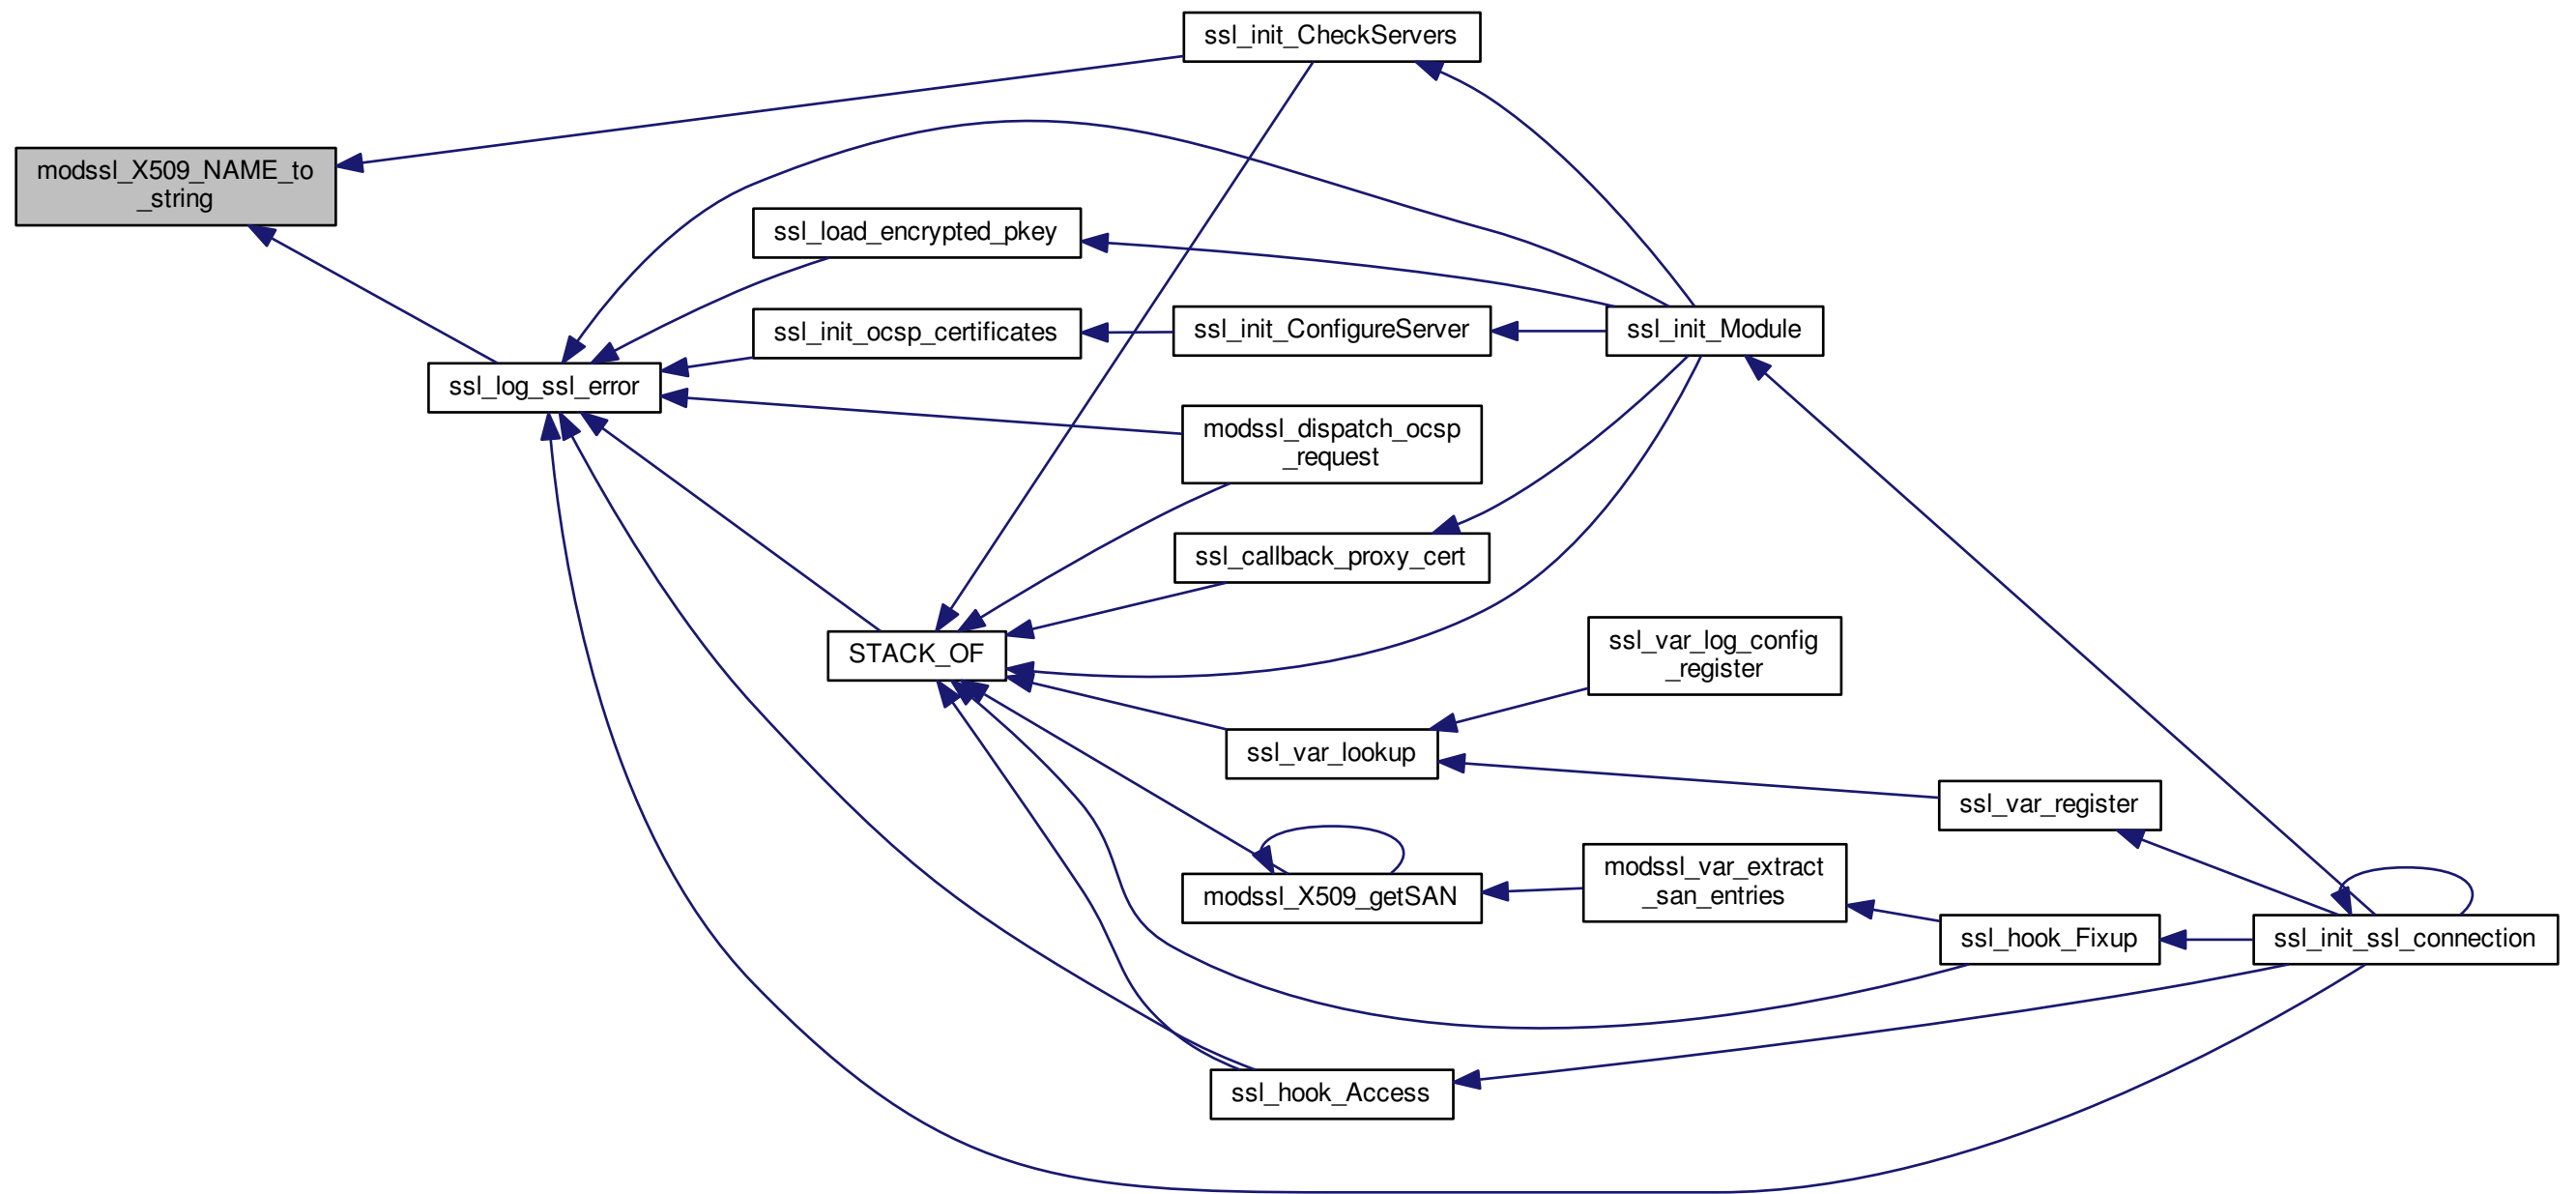 ssl_init_CheckServers
modssl_X509_NAME_to
_string
ssl_load_encrypted_pkey
ssl_init_ocsp_certificates
ssl_init_ConfigureServer
ssl_init_Module
ssl_log_ssl_error
modssl_dispatch_ocsp
_request
ssl_callback_proxy_cert
STACK_OF
ssl_var_log_config
_register
ssl_var_lookup
ssl_var_register
modssl_X509_getSAN
modssl_var_extract
_san_entries
ssl_hook_Fixup
ssl_init_ssl_connection
ssl_hook_Access